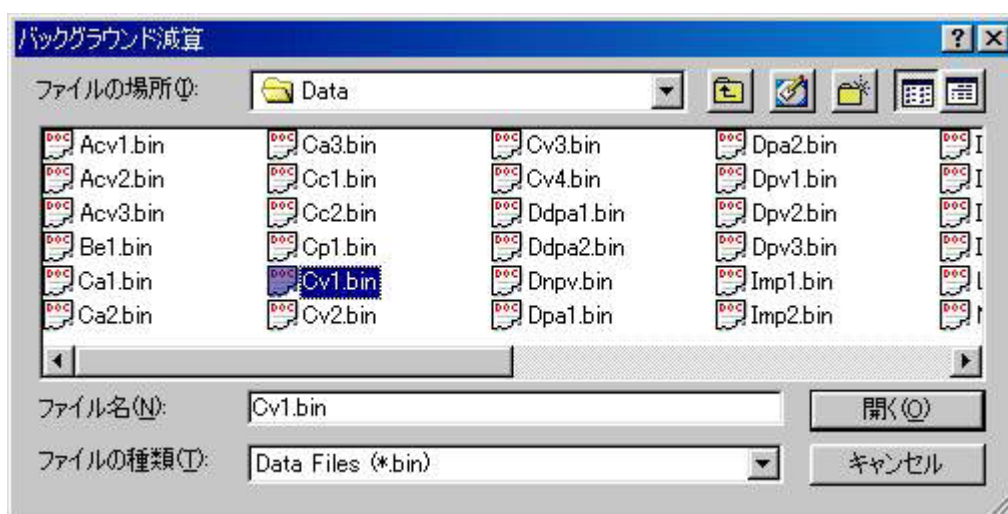 バックグラウンド減算
ファイルの場所(I):
Data
Acv1.bin
Acv2.bin
Acv3.bin
Be1.bin
Ca1.bin
Ca2.bin
Ca3.bin
Cc1.bin
Cc2.bin
Cp1.bin
Cv1.bin
Cv2.bin
Cv3.bin
Cv4.bin
Ddpa1.bin
Ddpa2.bin
Dnpv.bin
Dpa1.bin
Dpa2.bin
Dpv1.bin
Dpv2.bin
Dpv3.bin
Imp1.bin
Imp2.bin
ファイル名(N):
Cv1.bin
開く(O)
ファイルの種類(T):
Data Files (*.bin)
キャンセル